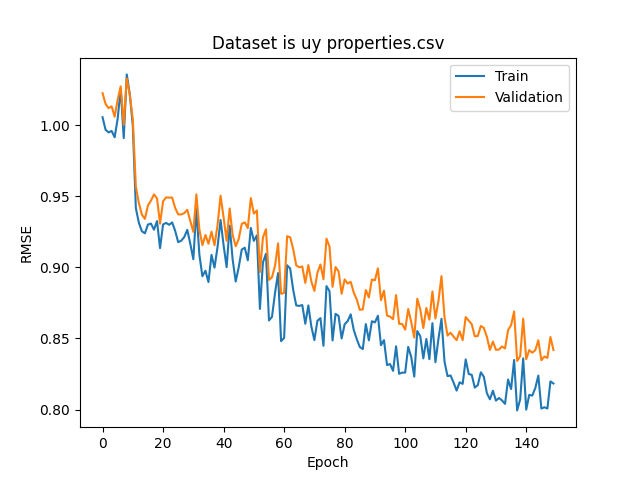 Dataset is uy properties.csv
Train
Validation
RMSE
1.00
0.95
0.90
0.85
0.80
0 20 40 60 80 100 120 140
Epoch